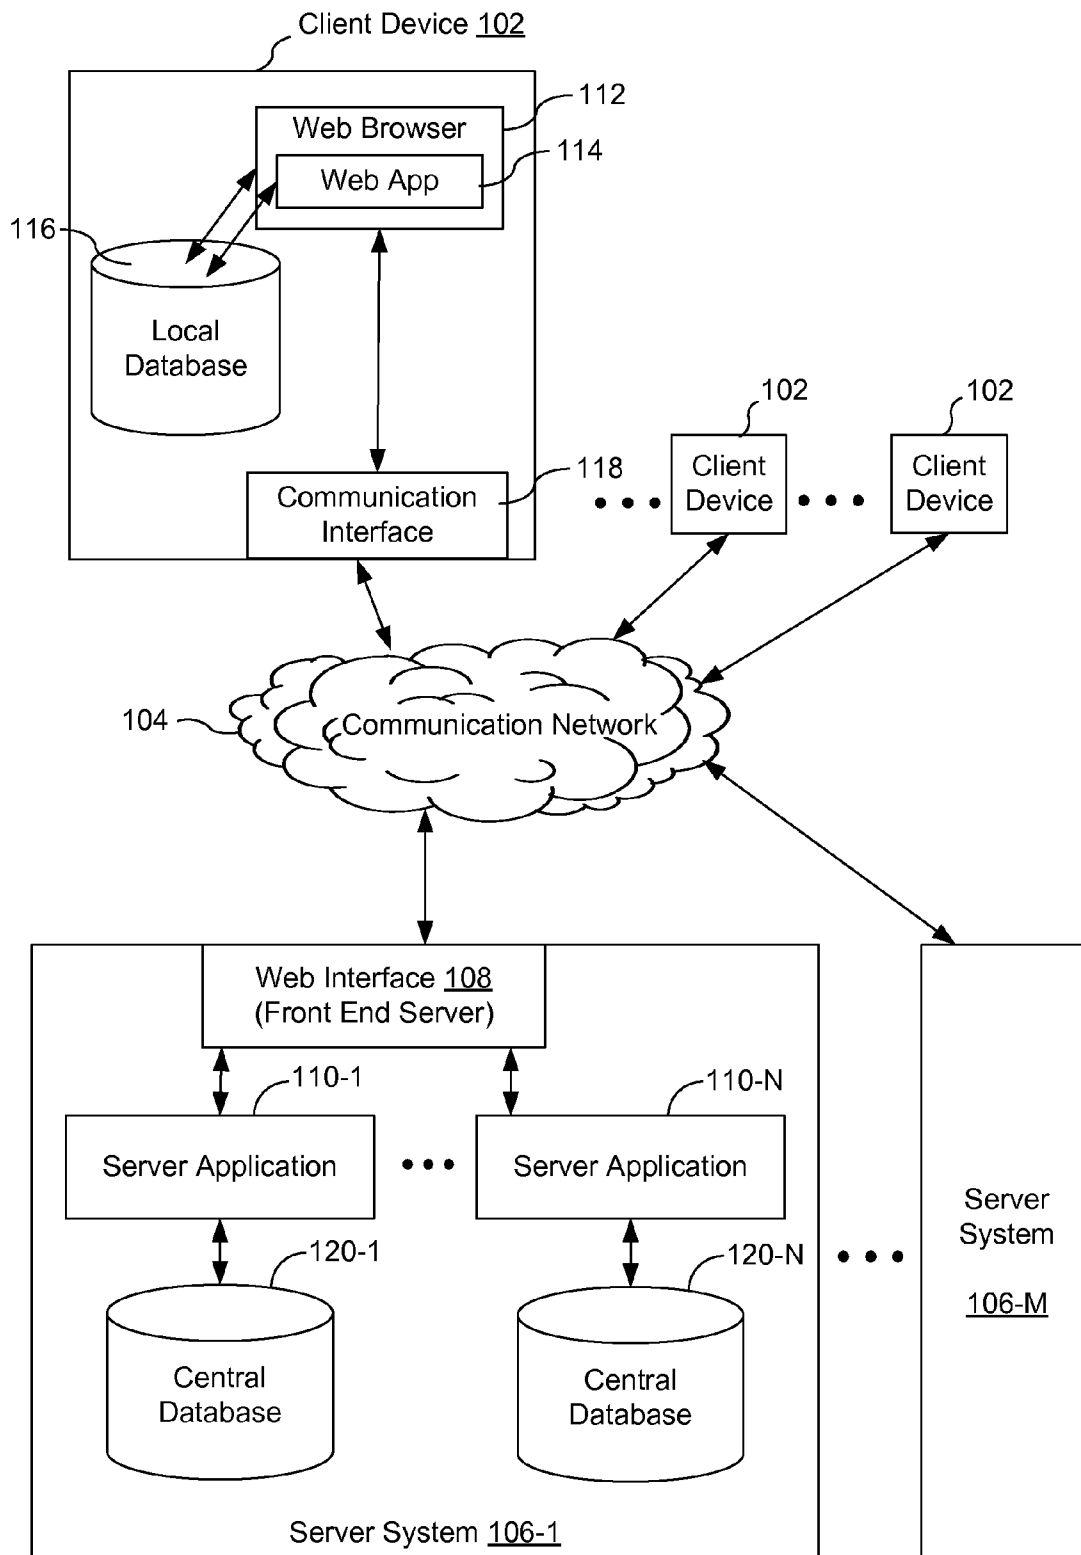 Client Device 102
112
Web Browser
114
Web App
116
Local
Database
118
Communication
Interface
102
Client
Device
102
Client
Device
104
Communication Network
Web Interface 108
(Front End Server)
110-1
110-N
Server Application
Server Application
120-1
120-N
Central
Database
Central
Database
Server
System
106-M
Server System 106-1